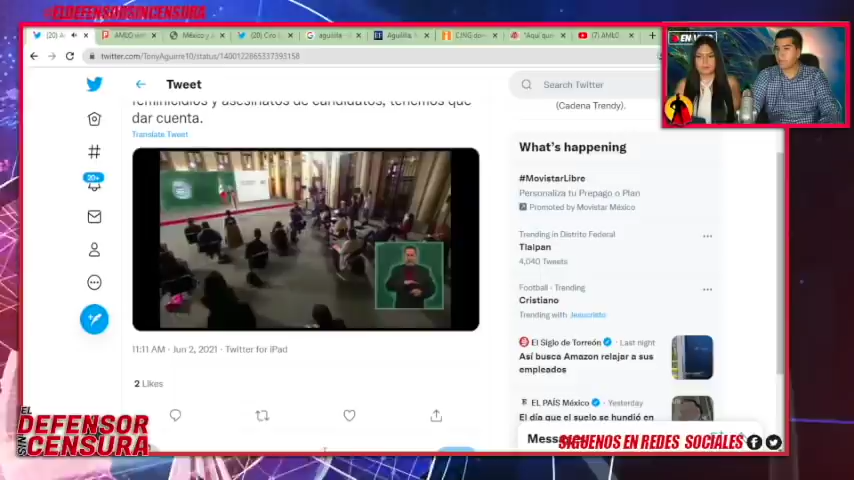 #ELDEFENSORSINCENSURA
EN VIVO
twitter.com/TonyAguirre10/status/1400122865337393158
Tweet
Search Twitter
feminicidios y asesinatos de candidatos, tenemos que
dar cuenta.
Translate Tweet
(Cadena Trendy).
What's happening
#MovistarLibre
Personaliza tu Prepago o Plan
Promoted by Movistar México
Trending in Distrito Federal
Tlalpan
4,040 Tweets
Football · Trending
Cristiano
Trending with Jesucristo
El Siglo de Torreón · Last night
Así busca Amazon relajar a sus
empleados
EL PAÍS México · Yesterday
El día que el suelo se hundió en
20+
11:11 AM · Jun 2, 2021 · Twitter for iPad
2 Likes
EL
DEFENSOR
SIN
CENSURA
SIGUENOS EN REDES SOCIALES